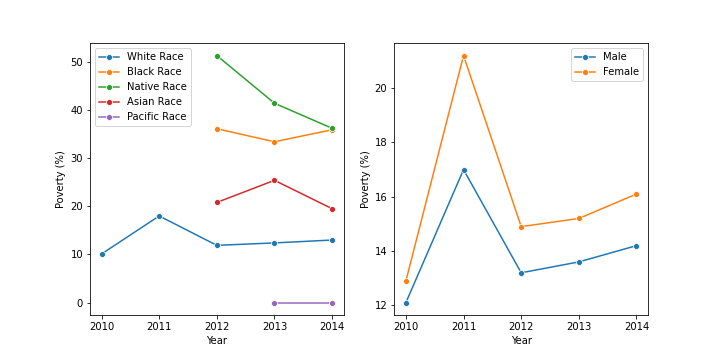 White Race
Black Race
Native Race
Asian Race
Pacific Race
50
40
30
20
10
0
Poverty (%)
2010 2011 2012 2013 2014
Year
Male
Female
20
18
16
14
12
Poverty (%)
2010 2011 2012 2013 2014
Year